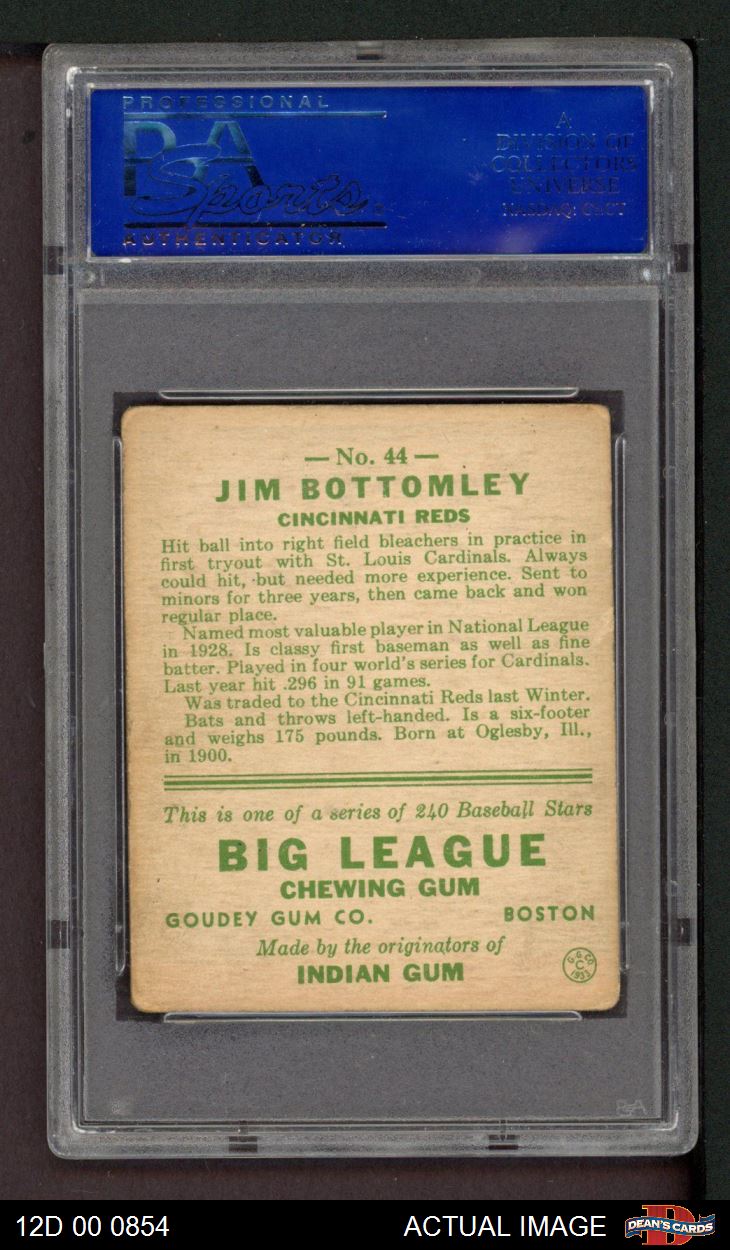 PROFESSIONAL
PSA
Sports
AUTHENTICATOR
A
DIVISION OF
COLLECTORS
UNIVERSE
NASDAQ: CLCT
— No. 44 —
JIM BOTTOMLEY
CINCINNATI REDS
Hit ball into right field bleachers in practice in
first tryout with St. Louis Cardinals. Always
could hit, but needed more experience. Sent to
minors for three years, then came back and won
regular place.
Named most valuable player in National League
in 1928. Is classy first baseman as well as fine
batter. Played in four world's series for Cardinals.
Last year hit .296 in 91 games.
Was traded to the Cincinnati Reds last Winter.
Bats and throws left-handed. Is a six-footer
and weighs 175 pounds. Born at Oglesby, Ill.,
in 1900.
This is one of a series of 240 Baseball Stars
BIG LEAGUE
CHEWING GUM
GOUDEY GUM CO. BOSTON
Made by the originators of
INDIAN GUM
G. G. CO.
C
1933
PSA
12D 00 0854 ACTUAL IMAGE DEAN'S CARDS